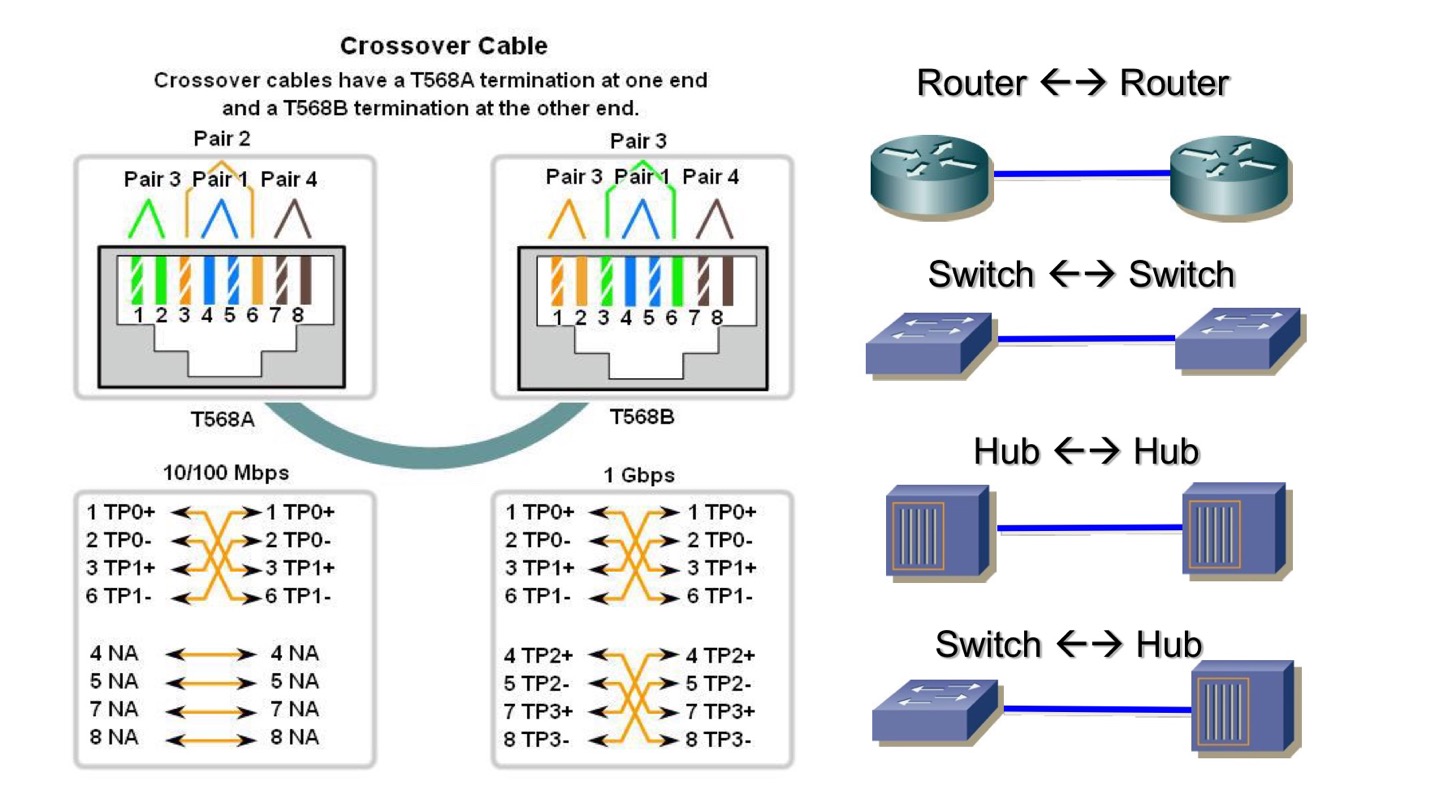 Crossover Cable
Crossover cables have a T568A termination at one end
and a T568B termination at the other end.
Pair 2
Pair 3 Pair 1 Pair 4
1 2 3 4 5 6 7 8
T568A
Pair 3
Pair 3 Pair 1 Pair 4
1 2 3 4 5 6 7 8
T568B
10/100 Mbps
1 TP0+ 1 TP0+
2 TP0- 2 TP0-
3 TP1+ 3 TP1+
6 TP1- 6 TP1-
4 NA 4 NA
5 NA 5 NA
7 NA 7 NA
8 NA 8 NA
1 Gbps
1 TP0+ 1 TP0+
2 TP0- 2 TP0-
3 TP1+ 3 TP1+
6 TP1- 6 TP1-
4 TP2+ 4 TP2+
5 TP2- 5 TP2-
7 TP3+ 7 TP3+
8 TP3- 8 TP3-
Router ←→ Router
Switch ←→ Switch
Hub ←→ Hub
Switch ←→ Hub